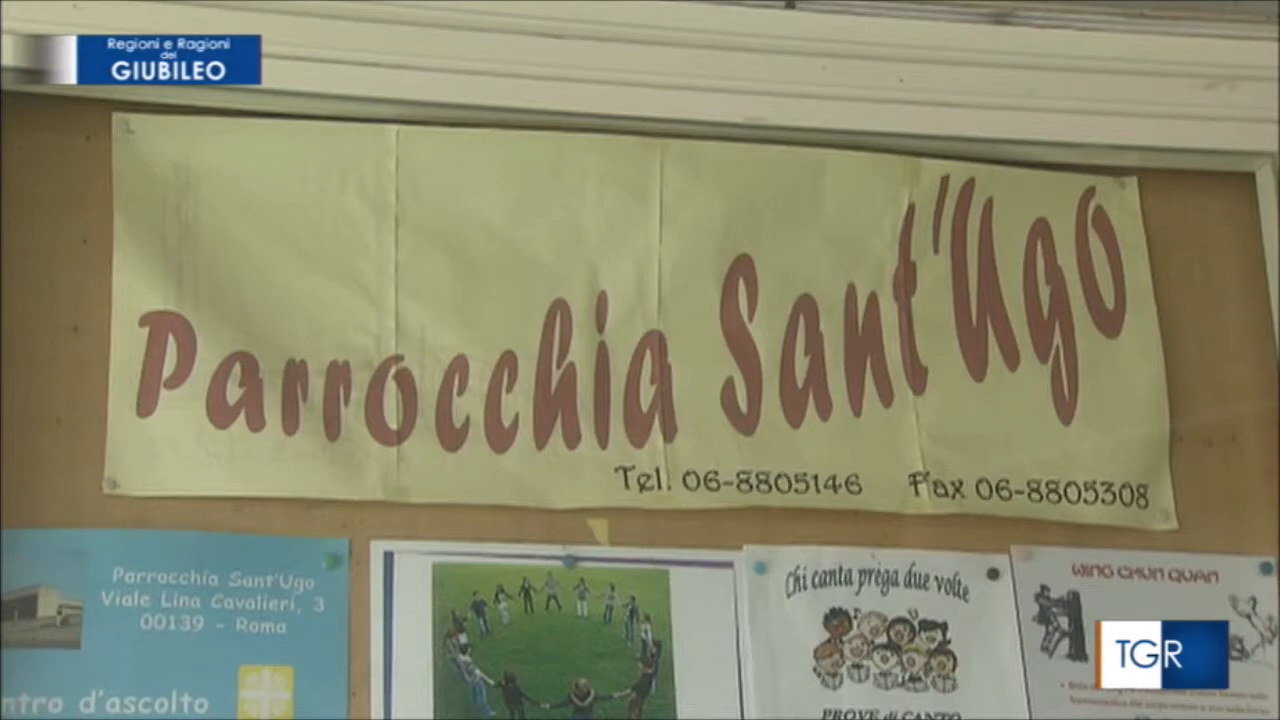 Regioni e Ragioni
del
GIUBILEO
Parrocchia Sant'Ugo
Tel. 06-8805146 Fax 06-8805308
Parrocchia Sant'Ugo
Viale Lina Cavalieri, 3
00139 - Roma
ntro d'ascolto
Chi canta prega due volte
PROVE di CANTO
WING CHUN QUAN
TGR